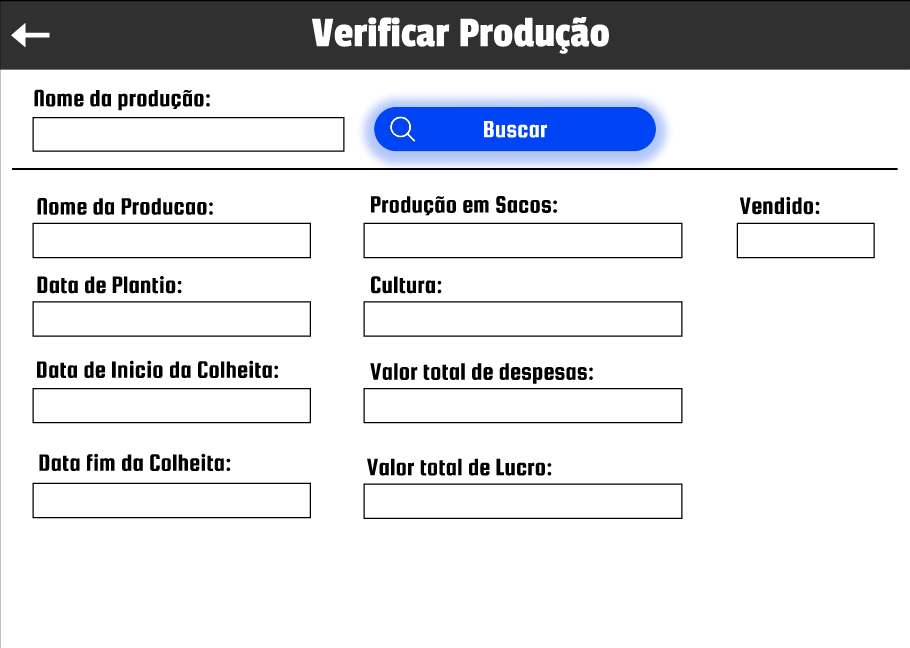 Verificar Produção
Nome da produção:
Buscar
Nome da Producao:
Produção em Sacos:
Vendido:
Data de Plantio:
Cultura:
Data de Inicio da Colheita:
Valor total de despesas:
Data fim da Colheita:
Valor total de Lucro: